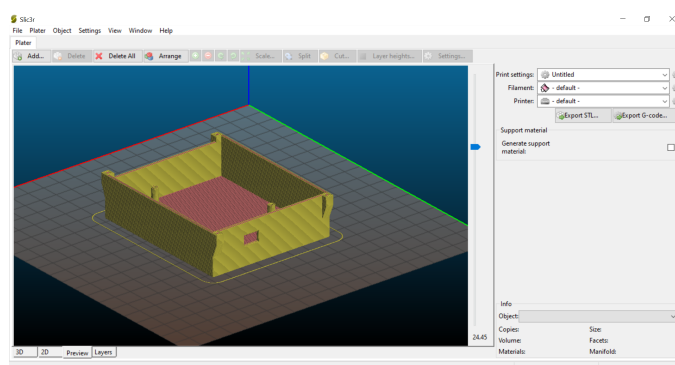 Slic3r
File Plater Object Settings View Window Help
Plater
Add... Delete Delete All Arrange Scale... Split Cut... Layer heights... Settings...
Print settings: Untitled
Filament: - default -
Printer: - default -
Export STL... Export G-code...
Support material
Generate support
material:
24.45
Info
Object:
Copies: Size:
Volume: Facets:
Materials: Manifold:
3D 2D Preview Layers